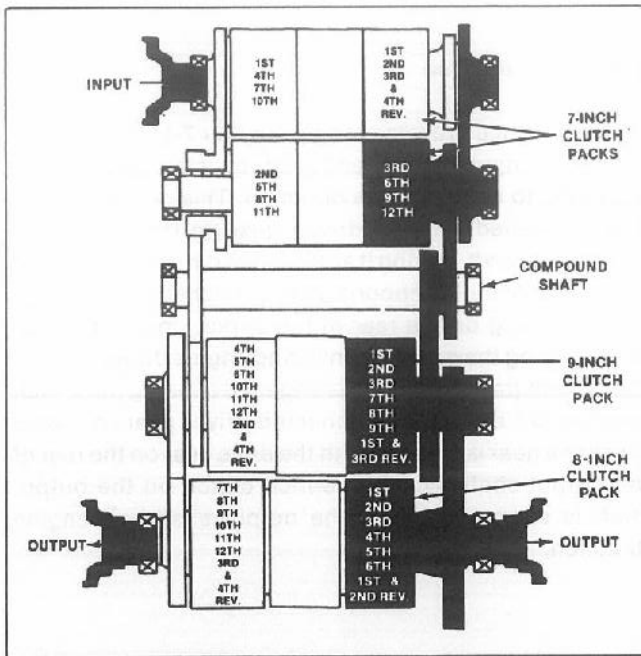 INPUT
1ST
4TH
7TH
10TH
1ST
2ND
3RD
&
4TH
REV.
7-INCH
CLUTCH
PACKS
2ND
5TH
8TH
11TH
3RD
6TH
9TH
12TH
COMPOUND
SHAFT
4TH
5TH
6TH
10TH
11TH
12TH
2ND
&
4TH
REV.
1ST
2ND
3RD
7TH
8TH
9TH
1ST &
3RD REV.
9-INCH
CLUTCH
PACK
8-INCH
CLUTCH
PACK
7TH
8TH
9TH
10TH
11TH
12TH
3RD
&
4TH
REV.
1ST
2ND
3RD
4TH
5TH
6TH
1ST &
2ND REV.
OUTPUT
OUTPUT